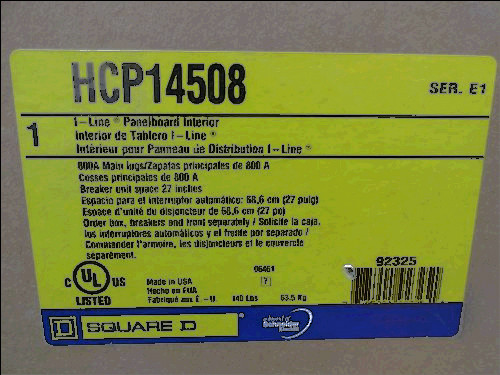 HCP14508
SER. E1
1
I-Line® Panelboard Interior
Interior de Tablero I-Line®
Intérieur pour Panneau de Distribution I-Line®
800A Main lugs/Zapatas principales de 800 A
Cosses principales de 800 A
Breaker unit space 27 inches
Espacio para el interruptor automático: 68,6 cm (27 pulg)
Espace d'unité du disjoncteur de 68,6 cm (27 po)
Order box, breakers and front separately / Solicite la caja,
los interruptores automáticos y el frente por separado /
Commander l'armoire, les disjoncteurs et le couvercle
séparément.
C UL US
LISTED
Made in USA
Hecho en EUA
Fabriqué aux É.-U.
06461
7
140 Lbs
63.5 Kg
92325
SQUARE D
Schneider